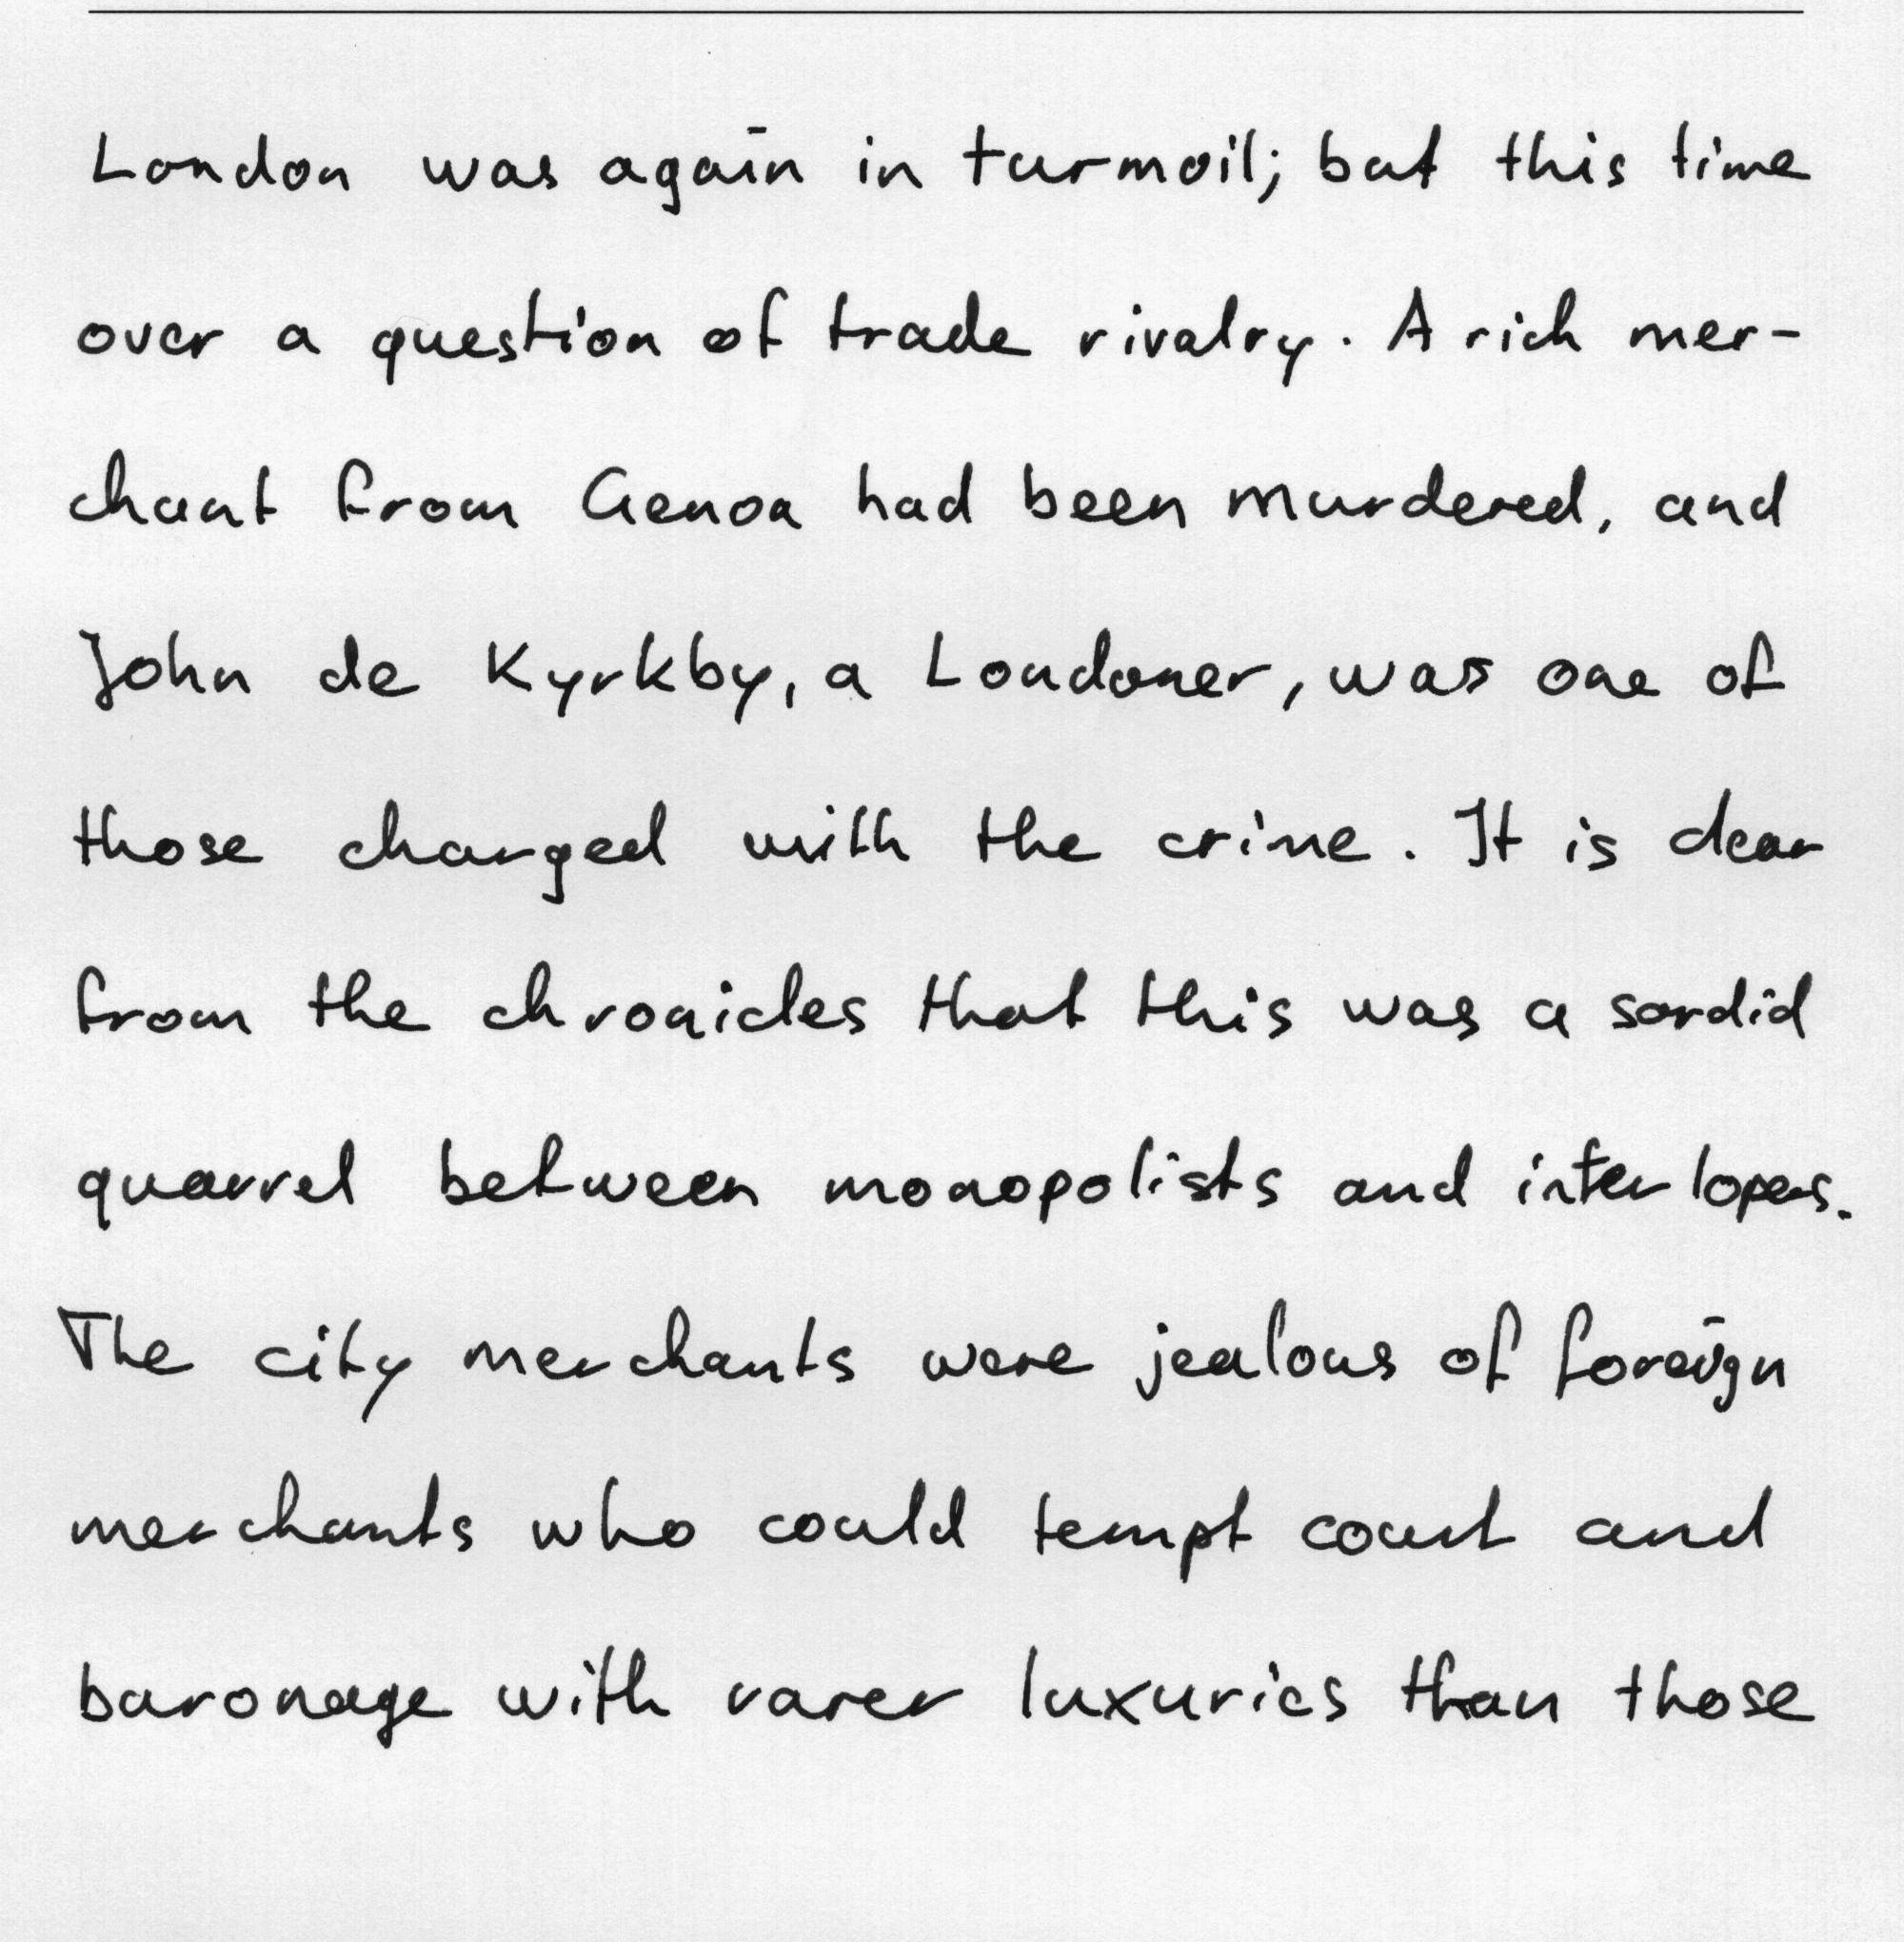 London was again in turmoil; but this time
over a question of trade rivalry. A rich mer-
chant from Genoa had been murdered, and
John de Kyrkby, a Londoner, was one of
those charged with the crime. It is clear
from the chronicles that this was a sordid
quarrel between monopolists and interlopers.
The city merchants were jealous of foreign
merchants who could tempt court and
baronage with rarer luxuries than those